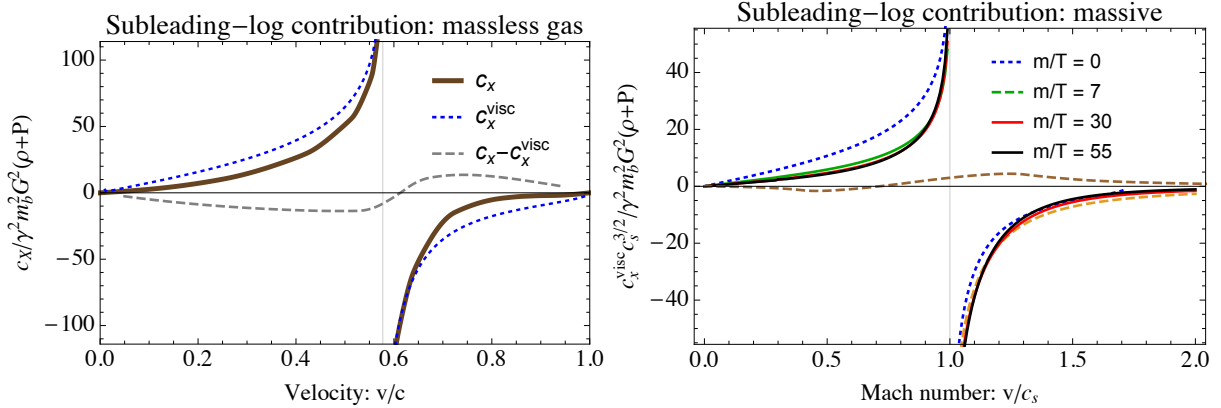 Subleading−log contribution: massless gas
c_X/γ²m_b²G²(ρ+P)
100
50
0
−50
−100
c_x
c_x^visc
c_x−c_x^visc
0.0 0.2 0.4 0.6 0.8 1.0
Velocity: v/c
Subleading−log contribution: massive
c_x^visc c_s^3/2/γ²m_b²G²(ρ+P)
40
20
0
−20
−40
m/T = 0
m/T = 7
m/T = 30
m/T = 55
0.0 0.5 1.0 1.5 2.0
Mach number: v/c_s